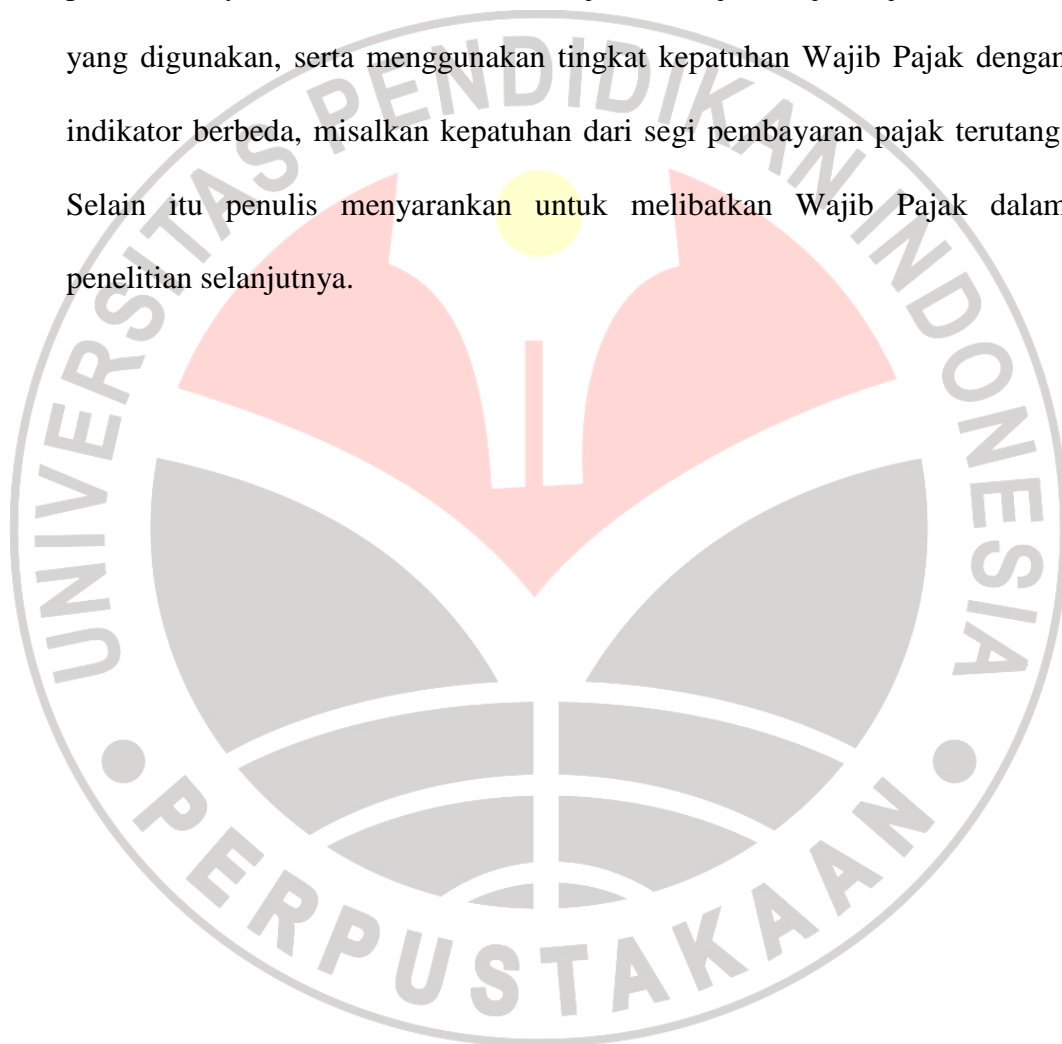 yang digunakan, serta menggunakan tingkat kepatuhan Wajib Pajak dengan
indikator berbeda, misalkan kepatuhan dari segi pembayaran pajak terutang
Selain itu penulis menyarankan untuk melibatkan Wajib Pajak dalam
penelitian selanjutnya.
UNIVERSITAS PENDIDIKAN INDONESIA
PERPUSTAKAAN